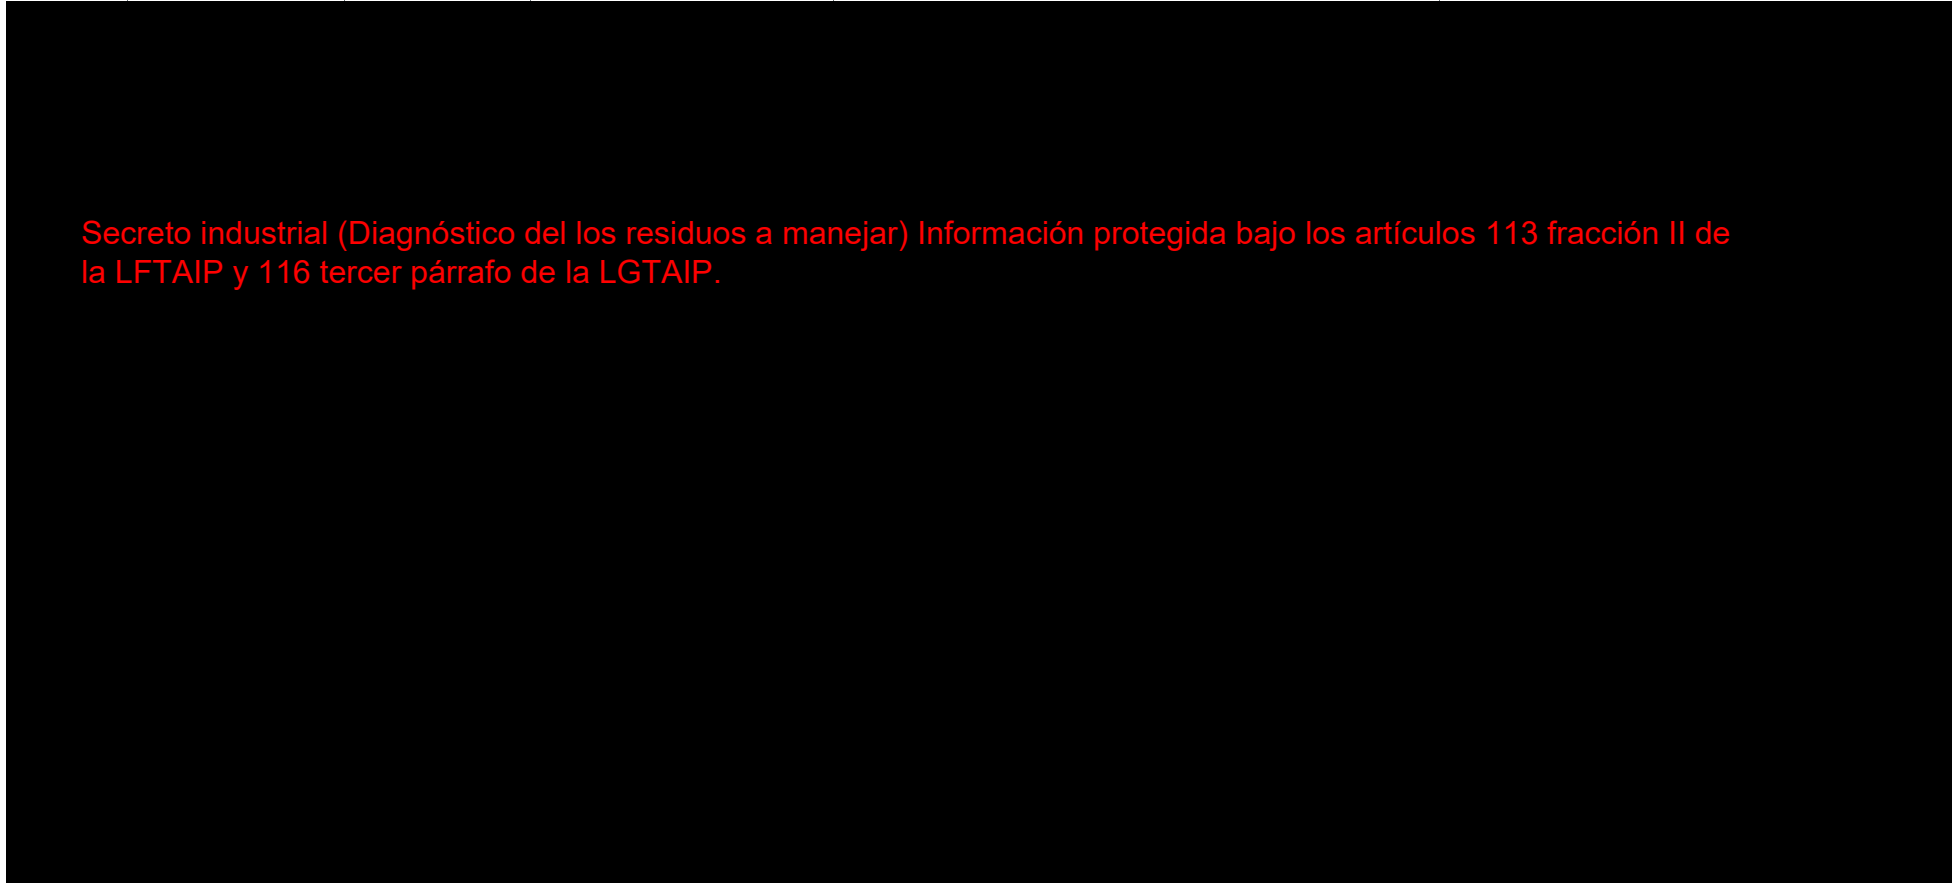 Secreto industrial (Diagnóstico del los residuos a manejar) Información protegida bajo los artículos 113 fracción II de
la LFTAIP y 116 tercer párrafo de la LGTAIP.